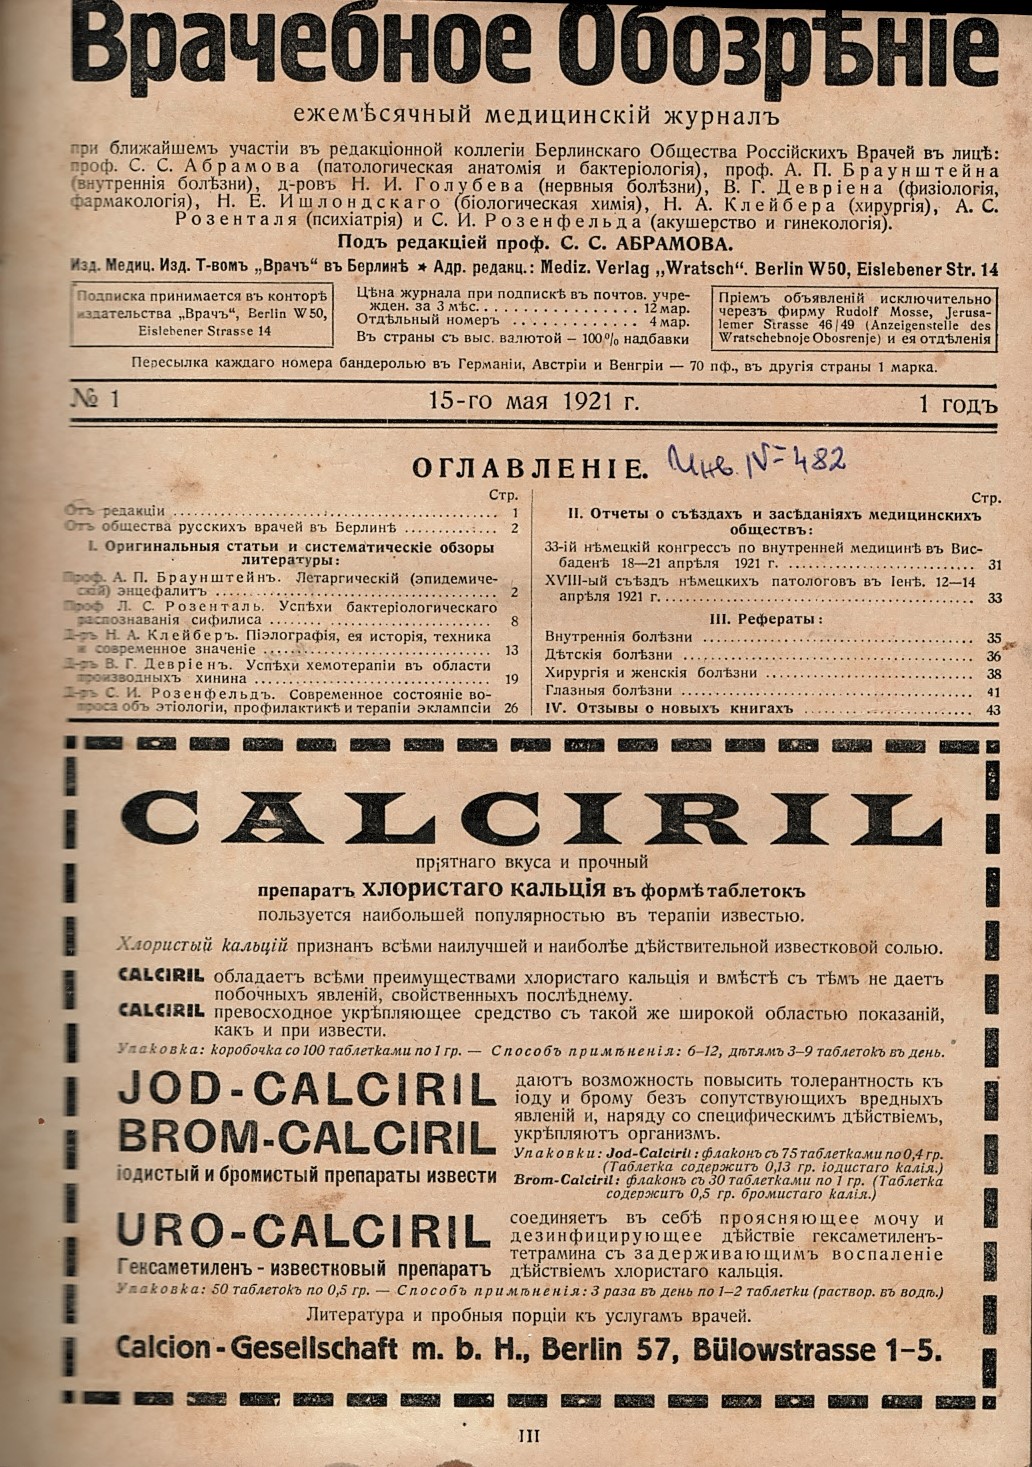 Врачебное Обозрѣніе
ежемѣсячный медицинскій журналъ
при ближайшемъ участіи въ редакціонной коллегіи Берлинскаго Общества Россійскихъ Врачей въ лицѣ:
проф. С. С. Абрамова (патологическая анатомія и бактеріологія), проф. А. П. Браунштейна
(внутреннія болѣзни), д-ровъ Н. И. Голубева (нервныя болѣзни), В. Г. Девріена (физіологія,
фармакологія), Н. Е. Ишлондскаго (біологическая химія), Н. А. Клейбера (хирургія), А. С.
Розенталя (психіатрія) и С. И. Розенфельда (акушерство и гинекологія).
Подъ редакціей проф. С. С. АБРАМОВА.
Изд. Медиц. Изд. Т-вомъ „Врачъ“ въ Берлинѣ ★ Адр. редакц.: Mediz. Verlag „Wratsch“. Berlin W50, Eislebener Str. 14
Подписка принимается въ конторѣ
издательства „Врачъ“, Berlin W50,
Eislebener Strasse 14
Цѣна журнала при подпискѣ въ почтов. учре-
жден. за 3 мѣс. . . . . . . . . . . . . . . . . 12 мар.
Отдѣльный номеръ . . . . . . . . . . . . 4 мар.
Въ страны съ выс. валютой – 100% надбавки
Пріемъ объявленій исключительно
черезъ фирму Rudolf Mosse, Jerusa-
lemer Strasse 46/49 (Anzeigenstelle des
Wratschebnoje Obosrenje) и ея отдѣленія
Пересылка каждаго номера бандеролью въ Германіи, Австріи и Венгріи — 70 пф., въ другія страны 1 марка.
№ 1 15-го мая 1921 г. 1 годъ
ОГЛАВЛЕНІЕ. Инв. № 482
Стр.
Отъ редакціи ........................................ 1
Отъ общества русскихъ врачей въ Берлинѣ ............ 2
I. Оригинальныя статьи и систематическіе обзоры
литературы:
Проф. А. П. Браунштейнъ. Летаргическій (эпидемиче-
скій) энцефалитъ ........................................ 2
Проф Л. С. Розенталь. Успѣхи бактеріологическаго
распознаванія сифилиса ........................ 8
Д-ръ Н. А. Клейберъ. Піэлографія, ея исторія, техника
и современное значеніе ........................ 13
Д-ръ В. Г. Девріенъ. Успѣхи хемотерапіи въ области
производныхъ хинина ........................ 19
Д-ръ С. И. Розенфельдъ. Современное состояніе во-
проса объ этіологіи, профилактикѣ и терапіи эклампсіи 26
Стр.
II. Отчеты о съѣздахъ и засѣданіяхъ медицинскихъ
обществъ:
33-ій нѣмецкій конгрессъ по внутренней медицинѣ въ Вис-
баденѣ 18—21 апрѣля 1921 г. ........................ 31
XVIII-ый съѣздъ нѣмецкихъ патологовъ въ Іенѣ. 12—14
апрѣля 1921 г. ........................................ 33
III. Рефераты:
Внутреннія болѣзни ........................................ 35
Дѣтскія болѣзни ........................................ 36
Хирургія и женскія болѣзни ........................ 38
Глазныя болѣзни ........................................ 41
IV. Отзывы о новыхъ книгахъ ........................ 43
CALCIRIL
пріятнаго вкуса и прочный
препаратъ хлористаго кальція въ формѣ таблетокъ
пользуется наибольшей популярностью въ терапіи известью.
Хлористый кальцій признанъ всѣми наилучшей и наиболѣе дѣйствительной известковой солью.
CALCIRIL обладаетъ всѣми преимуществами хлористаго кальція и вмѣстѣ съ тѣмъ не даетъ
побочныхъ явленій, свойственныхъ послѣднему.
CALCIRIL превосходное укрѣпляющее средство съ такой же широкой областью показаній,
какъ и при извести.
Упаковка: коробочка со 100 таблетками по 1 гр. — Способъ примѣненія: 6–12, дѣтямъ 3–9 таблетокъ въ день.
JOD-CALCIRIL
BROM-CALCIRIL
іодистый и бромистый препараты извести
даютъ возможность повысить толерантность къ
іоду и брому безъ сопутствующихъ вредныхъ
явленій и, наряду со специфическимъ дѣйствіемъ,
укрѣпляютъ организмъ.
Упаковки: Jod-Calciril: флаконъ съ 75 таблетками по 0,4 гр.
(Таблетка содержитъ 0,13 гр. іодистаго калія.)
Brom-Calciril: флаконъ съ 30 таблетками по 1 гр. (Таблетка
содержитъ 0,5 гр. бромистаго калія.)
URO-CALCIRIL
Гексаметиленъ - известковый препаратъ
соединяетъ въ себѣ проясняющее мочу и
дезинфицирующее дѣйствіе гексаметиленъ-
тетрамина съ задерживающимъ воспаленіе
дѣйствіемъ хлористаго кальція.
Упаковка: 50 таблетокъ по 0,5 гр. — Способъ примѣненія: 3 раза въ день по 1–2 таблетки (раствор. въ водѣ.)
Литература и пробныя порціи къ услугамъ врачей.
Calcion-Gesellschaft m. b. H., Berlin 57, Bülowstrasse 1–5.
III